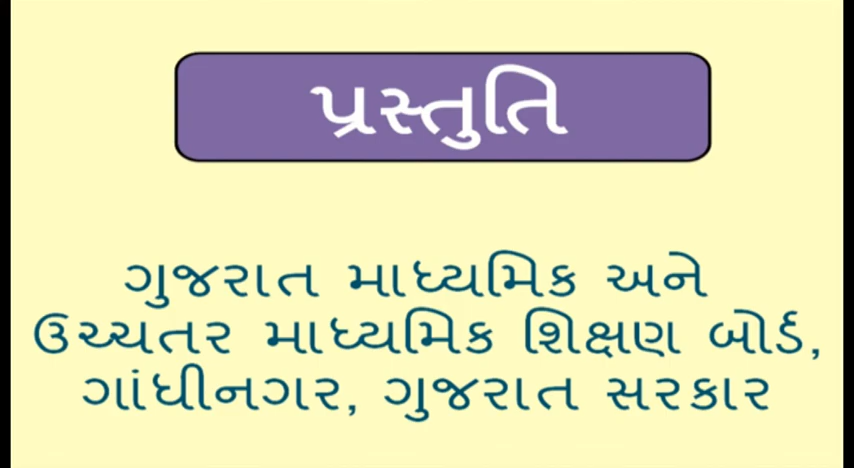 પ્રસ્તુતિ
ગુજરાત માધ્યમિક અને
ઉચ્ચતર માધ્યમિક શિક્ષણ બોર્ડ,
ગાંધીનગર, ગુજરાત સરકાર